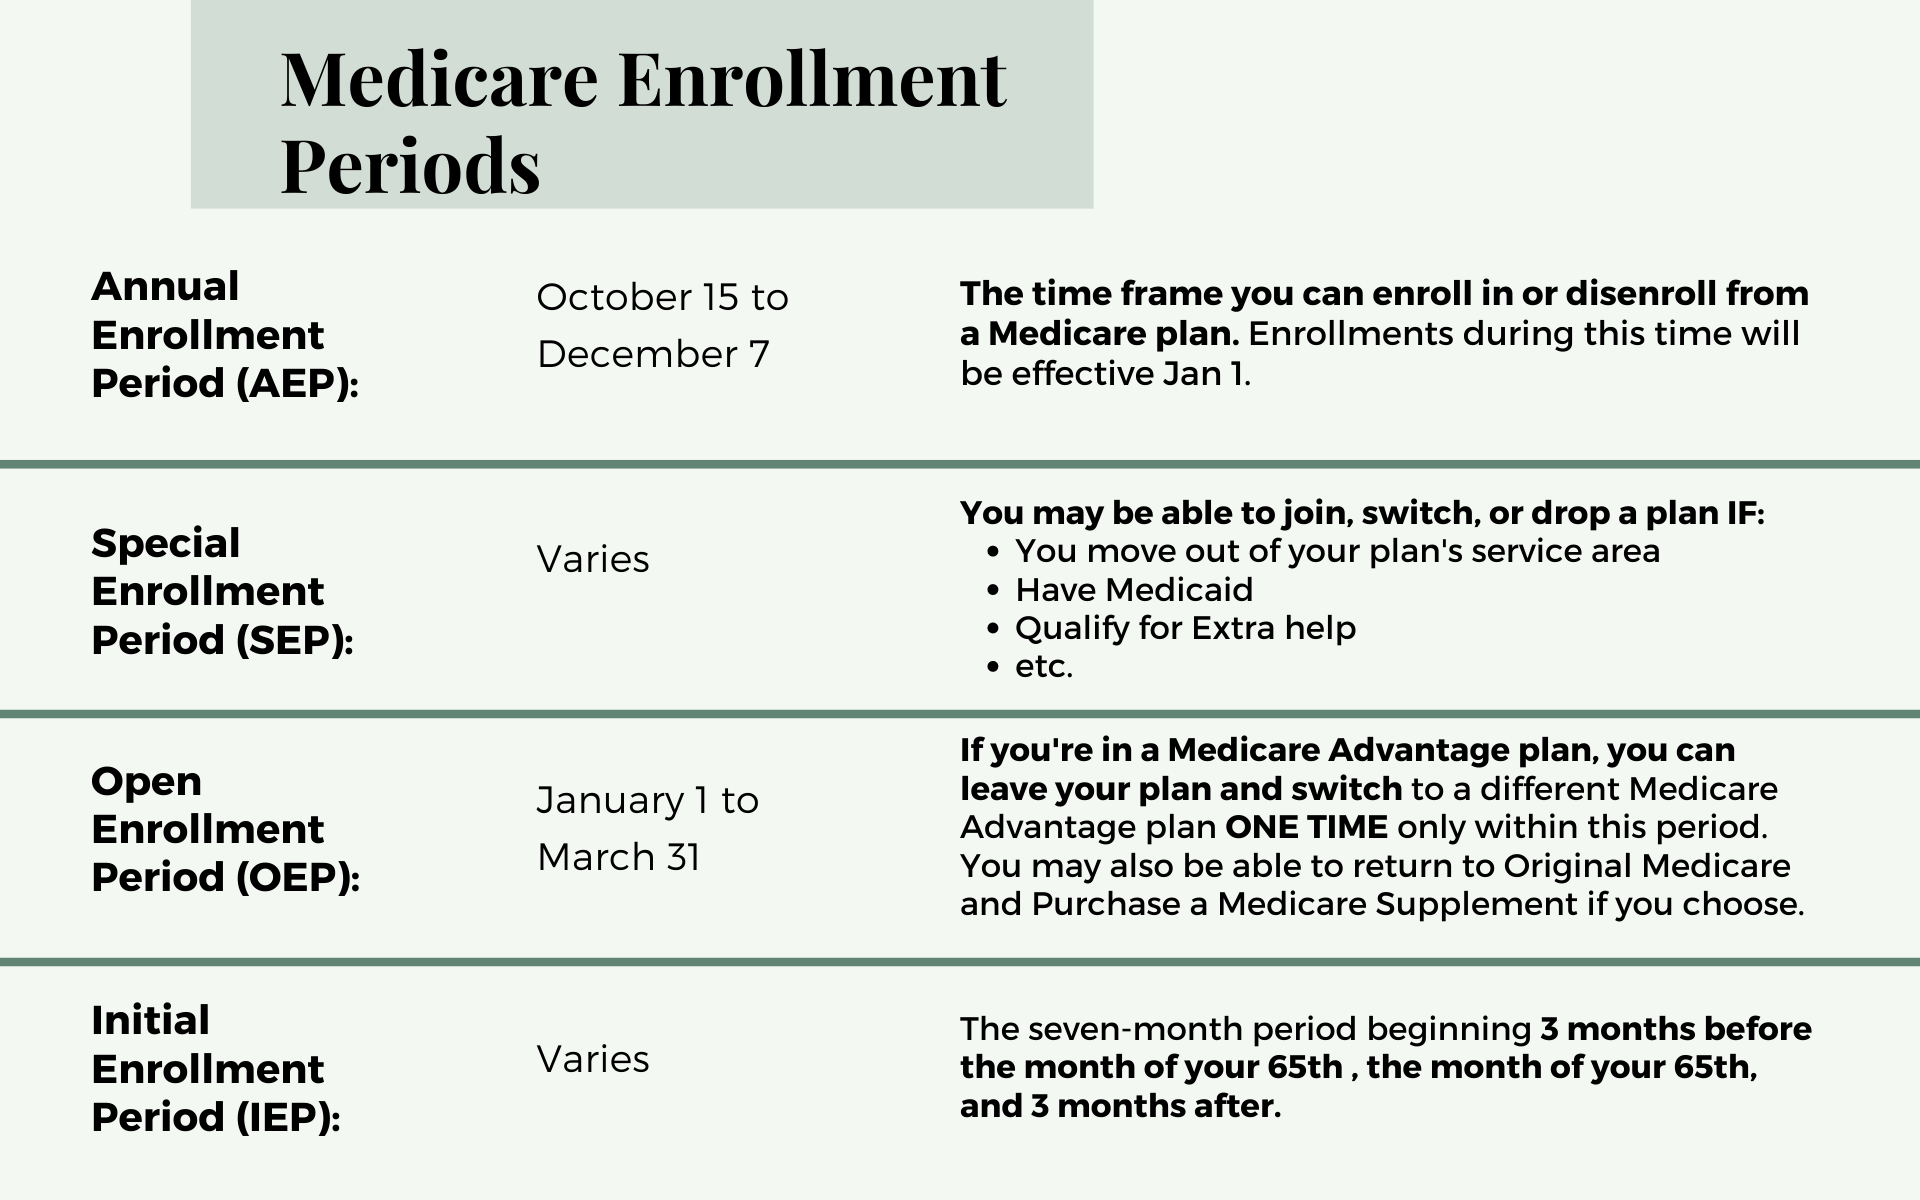 Medicare Enrollment
Periods
Annual
Enrollment
Period (AEP):
October 15 to
December 7
The time frame you can enroll in or disenroll from
a Medicare plan. Enrollments during this time will
be effective Jan 1.
Special
Enrollment
Period (SEP):
Varies
You may be able to join, switch, or drop a plan IF:
• You move out of your plan's service area
• Have Medicaid
• Qualify for Extra help
• etc.
Open
Enrollment
Period (OEP):
January 1 to
March 31
If you're in a Medicare Advantage plan, you can
leave your plan and switch to a different Medicare
Advantage plan ONE TIME only within this period.
You may also be able to return to Original Medicare
and Purchase a Medicare Supplement if you choose.
Initial
Enrollment
Period (IEP):
Varies
The seven-month period beginning 3 months before
the month of your 65th , the month of your 65th,
and 3 months after.